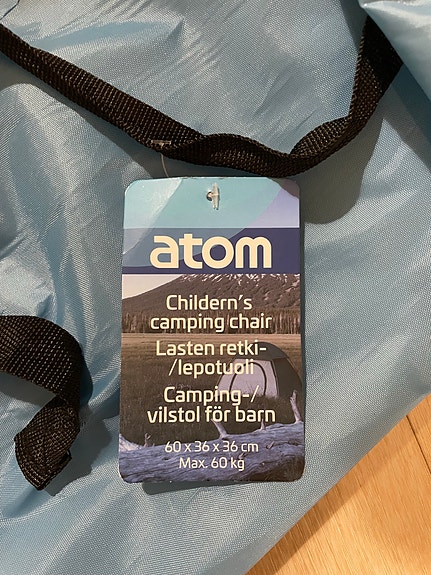 atom
Childern's
camping chair
Lasten retki-
/lepotuoli
Camping-/
vilstol för barn
60 x 36 x 36 cm
Max. 60 kg